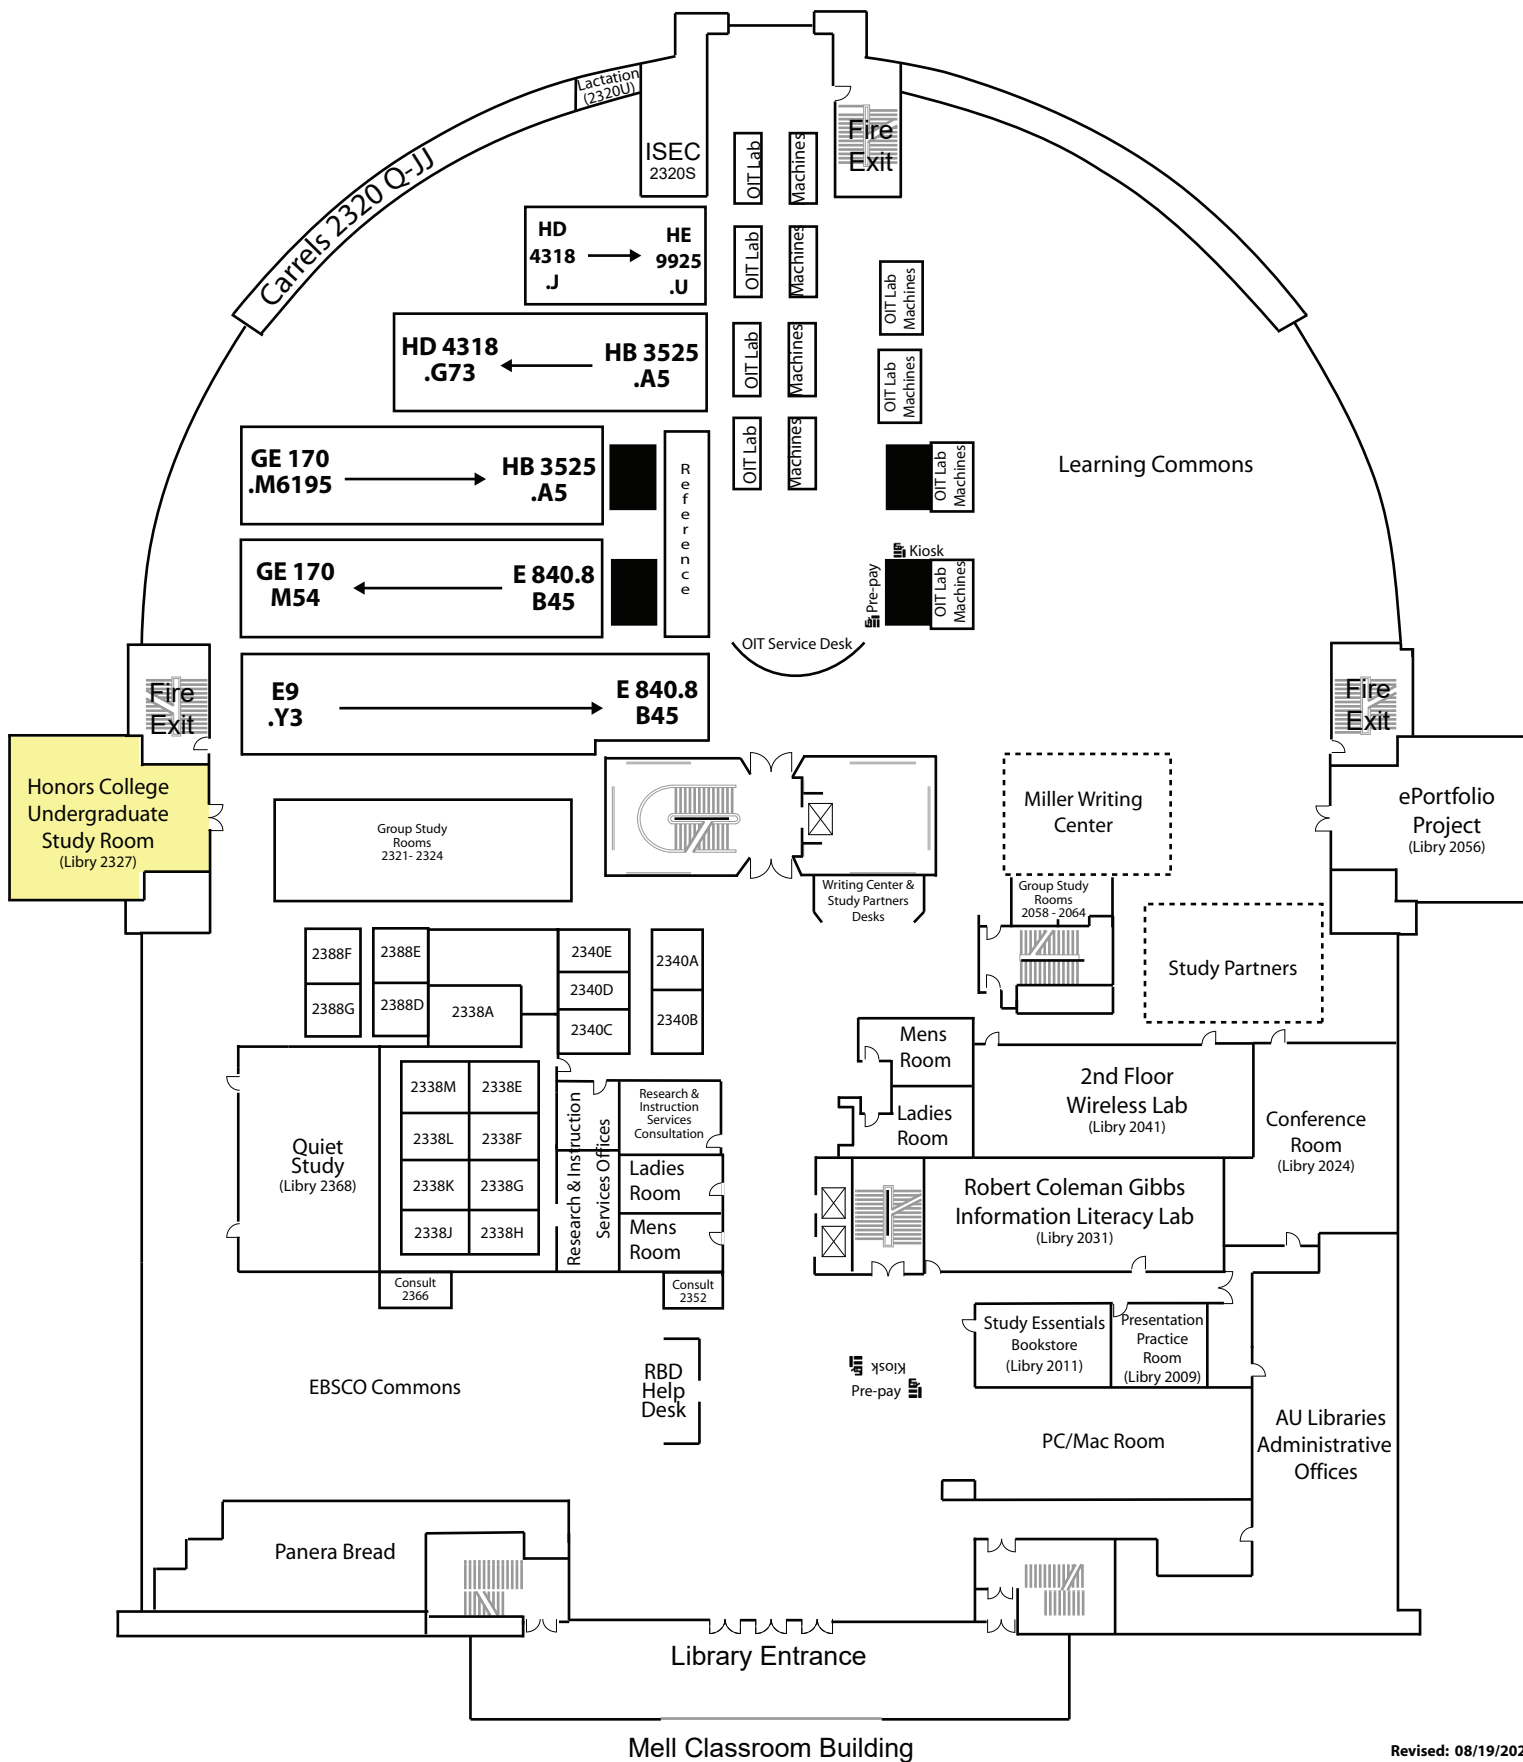 Lactation
(2320U)
Carrels 2320 Q-JJ
ISEC
2320S
Fire
Exit
OIT Lab
Machines
OIT Lab
Machines
OIT Lab
Machines
OIT Lab
Machines
OIT Lab
Machines
OIT Lab
Machines
OIT Lab
Machines
OIT Lab
Machines
HD
4318
.J
HE
9925
.U
HD 4318
.G73
HB 3525
.A5
GE 170
.M6195
HB 3525
.A5
Reference
Learning Commons
Kiosk
Pre-pay
GE 170
M54
E 840.8
B45
OIT Service Desk
E9
.Y3
E 840.8
B45
Fire
Exit
Fire
Exit
Honors College
Undergraduate
Study Room
(Libry 2327)
Group Study
Rooms
2321- 2324
Miller Writing
Center
ePortfolio
Project
(Libry 2056)
Writing Center &
Study Partners
Desks
Group Study
Rooms
2058 - 2064
Study Partners
2388F
2388E
2340E
2340A
2388G
2388D
2338A
2340D
2340C
2340B
Mens
Room
Ladies
Room
2nd Floor
Wireless Lab
(Libry 2041)
Conference
Room
(Libry 2024)
2338M
2338E
2338L
2338F
2338K
2338G
2338J
2338H
Quiet
Study
(Libry 2368)
Research & Instruction
Services Offices
Research &
Instruction
Services
Consultation
Ladies
Room
Mens
Room
Robert Coleman Gibbs
Information Literacy Lab
(Libry 2031)
Consult
2366
Consult
2352
Study Essentials
Bookstore
(Libry 2011)
Presentation
Practice
Room
(Libry 2009)
EBSCO Commons
RBD
Help
Desk
Kiosk
Pre-pay
PC/Mac Room
AU Libraries
Administrative
Offices
Panera Bread
Library Entrance
Mell Classroom Building
Revised: 08/19/202